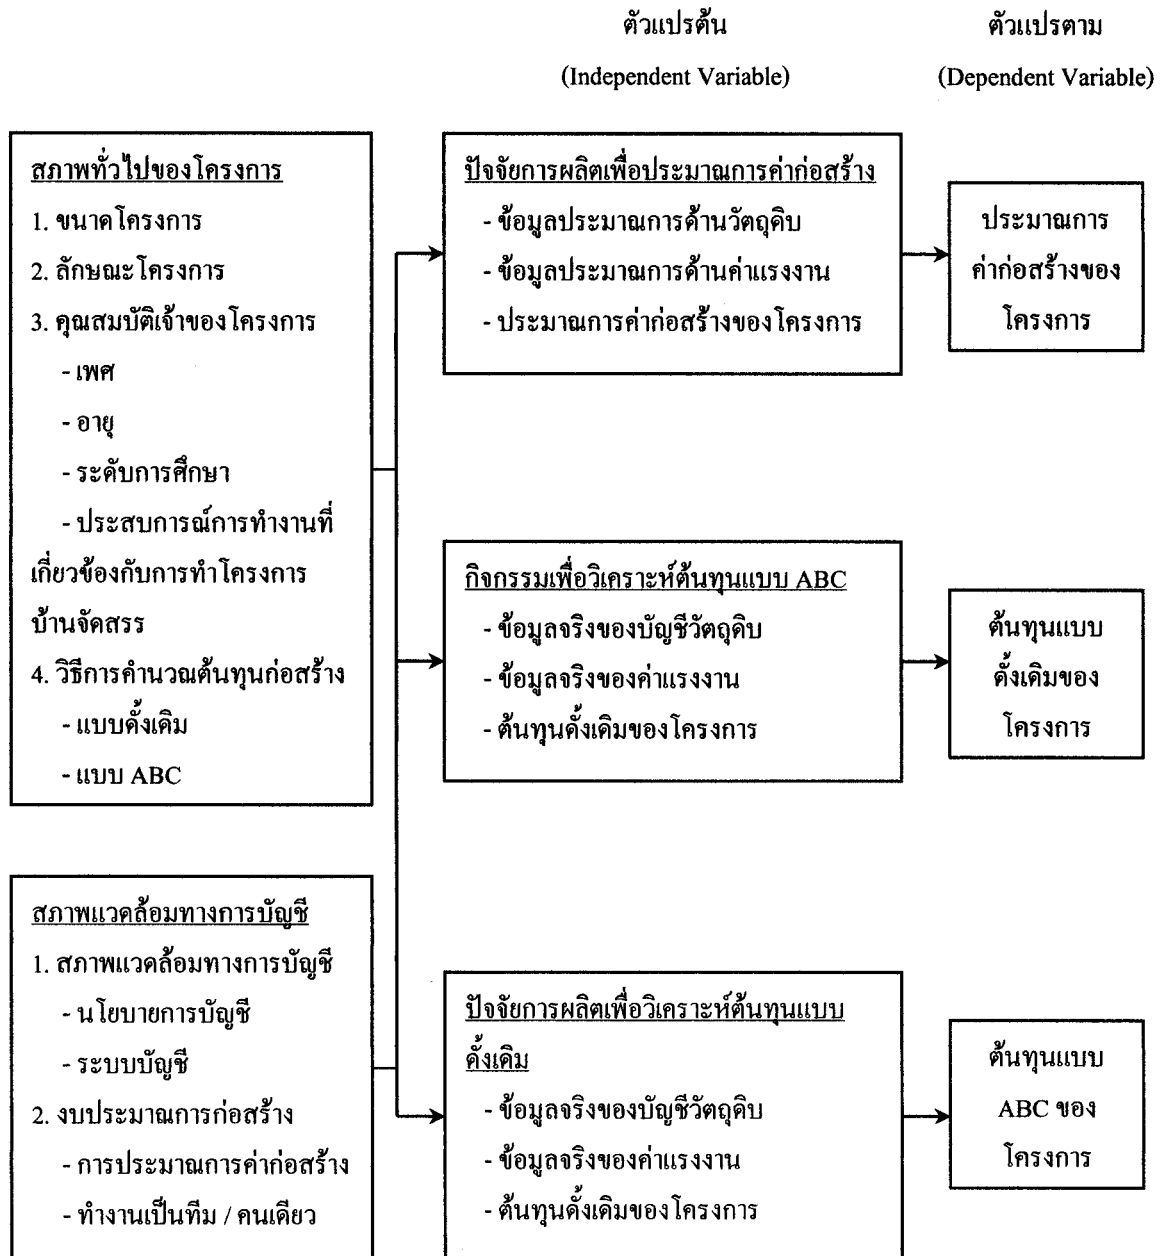 ตัวแปรต้น
(Independent Variable)
ตัวแปรตาม
(Dependent Variable)
สภาพทั่วไปของโครงการ
1. ขนาดโครงการ
2. ลักษณะโครงการ
3. คุณสมบัติเจ้าของโครงการ
- เพศ
- อายุ
- ระดับการศึกษา
- ประสบการณ์การทำงานที่
เกี่ยวข้องกับการทำโครงการ
บ้านจัดสรร
4. วิธีการคำนวณต้นทุนก่อสร้าง
- แบบดั้งเดิม
- แบบ ABC
สภาพแวดล้อมทางการบัญชี
1. สภาพแวดล้อมทางการบัญชี
- นโยบายการบัญชี
- ระบบบัญชี
2. งบประมาณการก่อสร้าง
- การประมาณการค่าก่อสร้าง
- ทำงานเป็นทีม / คนเดียว
ปัจจัยการผลิตเพื่อประมาณการค่าก่อสร้าง
- ข้อมูลประมาณการด้านวัตถุดิบ
- ข้อมูลประมาณการด้านค่าแรงงาน
- ประมาณการค่าก่อสร้างของโครงการ
ประมาณการ
ค่าก่อสร้างของ
โครงการ
กิจกรรมเพื่อวิเคราะห์ต้นทุนแบบ ABC
- ข้อมูลจริงของบัญชีวัตถุดิบ
- ข้อมูลจริงของค่าแรงงาน
- ต้นทุนดั้งเดิมของโครงการ
ต้นทุนแบบ
ดั้งเดิมของ
โครงการ
ปัจจัยการผลิตเพื่อวิเคราะห์ต้นทุนแบบ
ดั้งเดิม
- ข้อมูลจริงของบัญชีวัตถุดิบ
- ข้อมูลจริงของค่าแรงงาน
- ต้นทุนดั้งเดิมของโครงการ
ต้นทุนแบบ
ABC ของ
โครงการ